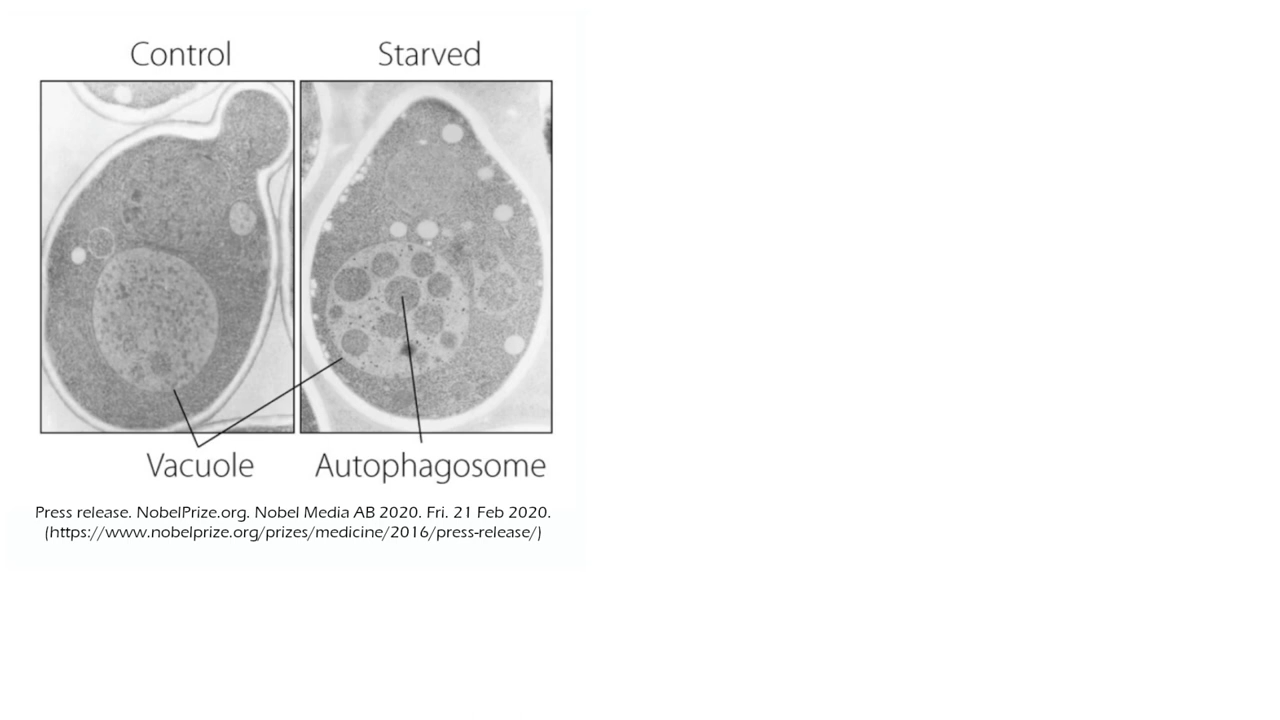 Control
Starved
Vacuole
Autophagosome
Press release. NobelPrize.org. Nobel Media AB 2020. Fri. 21 Feb 2020.
(https://www.nobelprize.org/prizes/medicine/2016/press-release/)